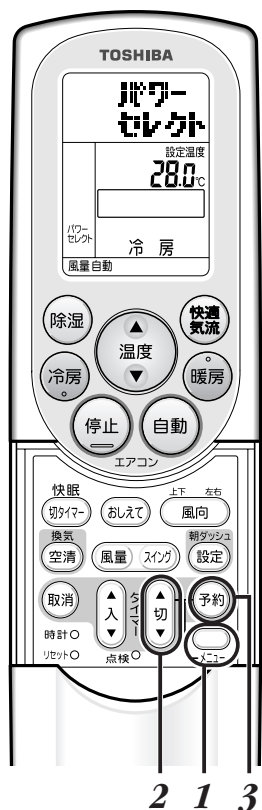 TOSHIBA
パワー
セレクト
設定温度
28.0℃
パワー
セレクト
冷 房
風量自動
除湿
快適
気流
▲
温度
▼
冷房
暖房
停止
自動
エアコン
快眠
上下 左右
切タイマー
おしえて
風向
換気
朝ダッシュ
空清
風量
スイング
設定
取消
▲
入
▼
タイマー
▲
切
▼
予約
時計
リセット
点検
メニュー
2 1 3